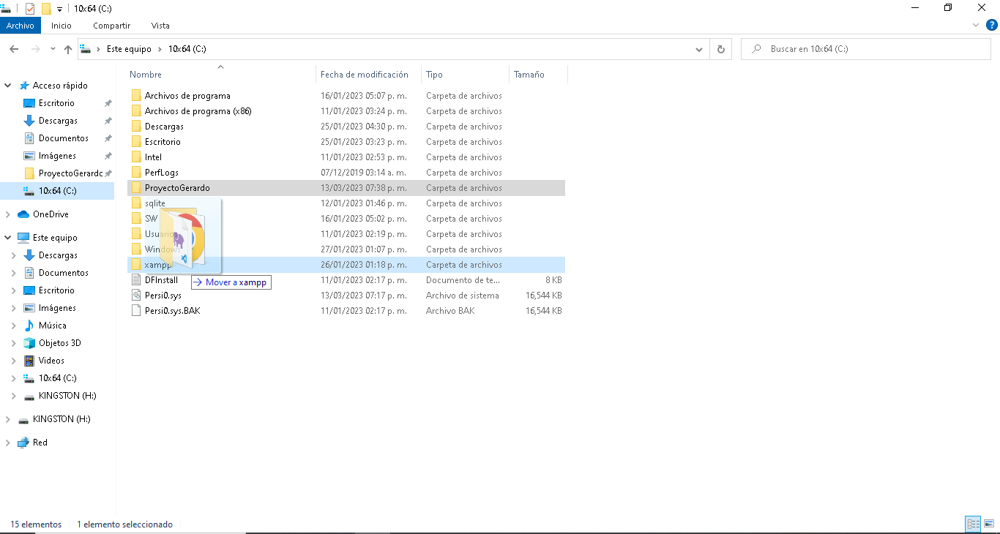 10x64 (C:)
Archivo Inicio Compartir Vista
Este equipo 10x64 (C:) Buscar en 10x64 (C:)
Acceso rápido
Escritorio
Descargas
Documentos
Imágenes
ProyectoGerardo
10x64 (C:)
OneDrive
Este equipo
Descargas
Documentos
Escritorio
Imágenes
Música
Objetos 3D
Videos
10x64 (C:)
KINGSTON (H:)
KINGSTON (H:)
Red
Nombre Fecha de modificación Tipo Tamaño
Archivos de programa 16/01/2023 05:07 p. m. Carpeta de archivos
Archivos de programa (x86) 11/01/2023 03:24 p. m. Carpeta de archivos
Descargas 25/01/2023 04:30 p. m. Carpeta de archivos
Escritorio 25/01/2023 03:23 p. m. Carpeta de archivos
Intel 11/01/2023 02:53 p. m. Carpeta de archivos
PerfLogs 07/12/2019 03:14 a. m. Carpeta de archivos
ProyectoGerardo 13/03/2023 07:38 p. m. Carpeta de archivos
sqlite 12/01/2023 01:46 p. m. Carpeta de archivos
SW 16/01/2023 05:02 p. m. Carpeta de archivos
Usuarios 11/01/2023 02:19 p. m. Carpeta de archivos
Windows 27/01/2023 01:07 p. m. Carpeta de archivos
xampp 26/01/2023 01:18 p. m. Carpeta de archivos
DFInstall 11/01/2023 02:17 p. m. Documento de te... 8 KB
Mover a xampp
Persi0.sys 13/03/2023 07:17 p. m. Archivo de sistema 16,544 KB
Persi0.sys.BAK 11/01/2023 02:17 p. m. Archivo BAK 16,544 KB
15 elementos 1 elemento seleccionado